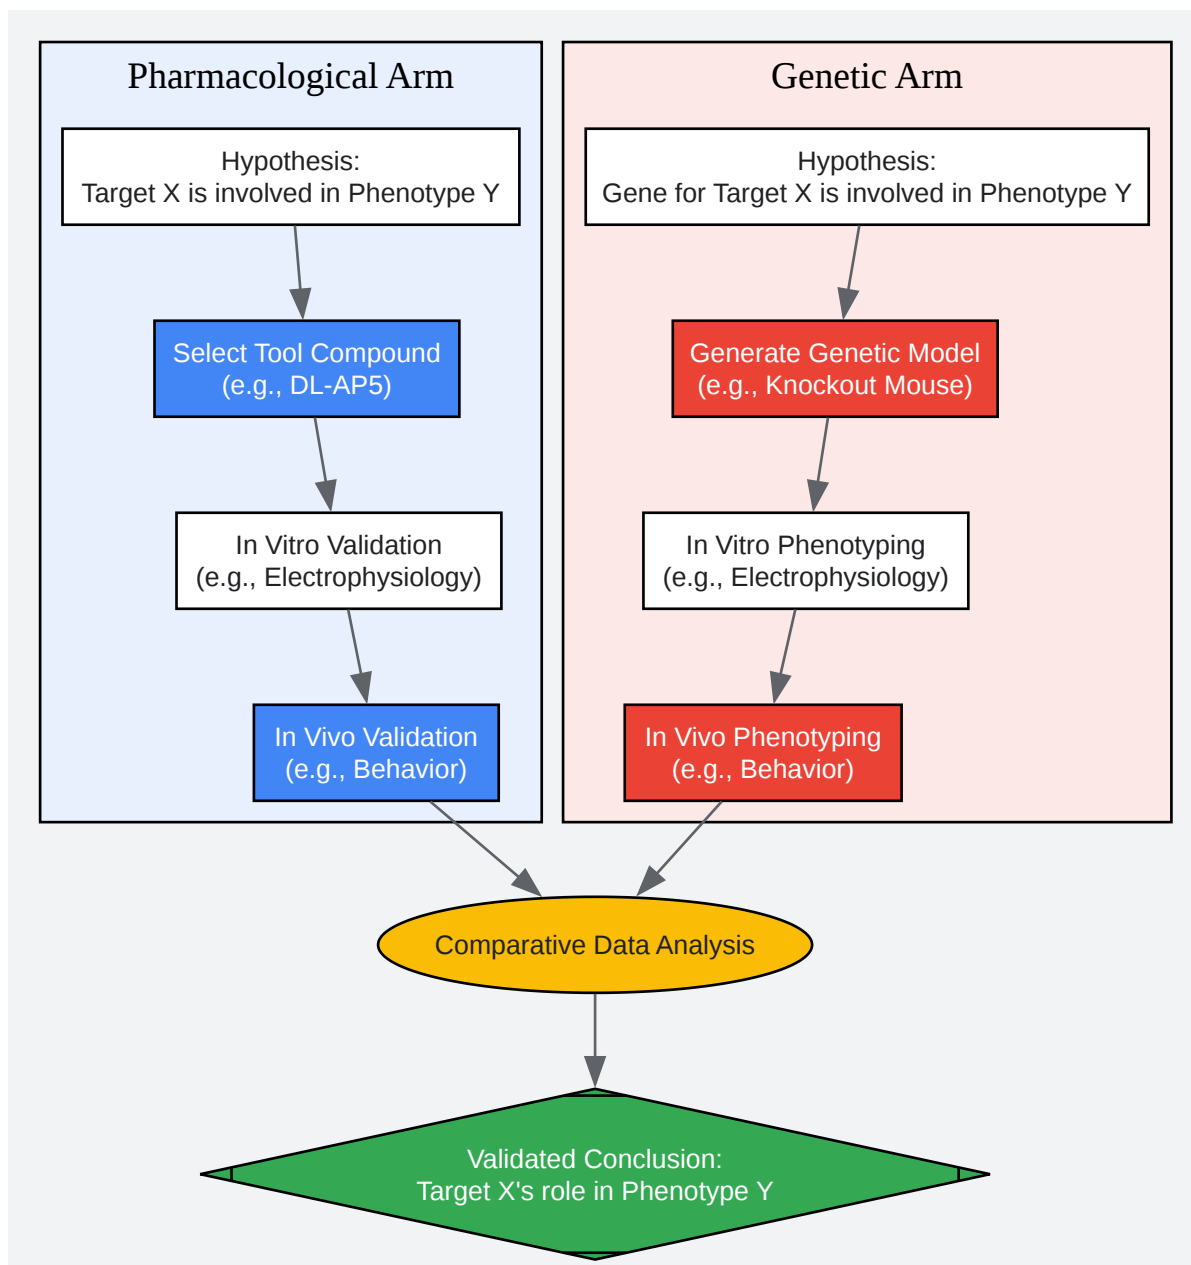 Pharmacological Arm
Hypothesis:
Target X is involved in Phenotype Y
Select Tool Compound
(e.g., DL-AP5)
In Vitro Validation
(e.g., Electrophysiology)
In Vivo Validation
(e.g., Behavior)
Genetic Arm
Hypothesis:
Gene for Target X is involved in Phenotype Y
Generate Genetic Model
(e.g., Knockout Mouse)
In Vitro Phenotyping
(e.g., Electrophysiology)
In Vivo Phenotyping
(e.g., Behavior)
Comparative Data Analysis
Validated Conclusion:
Target X's role in Phenotype Y